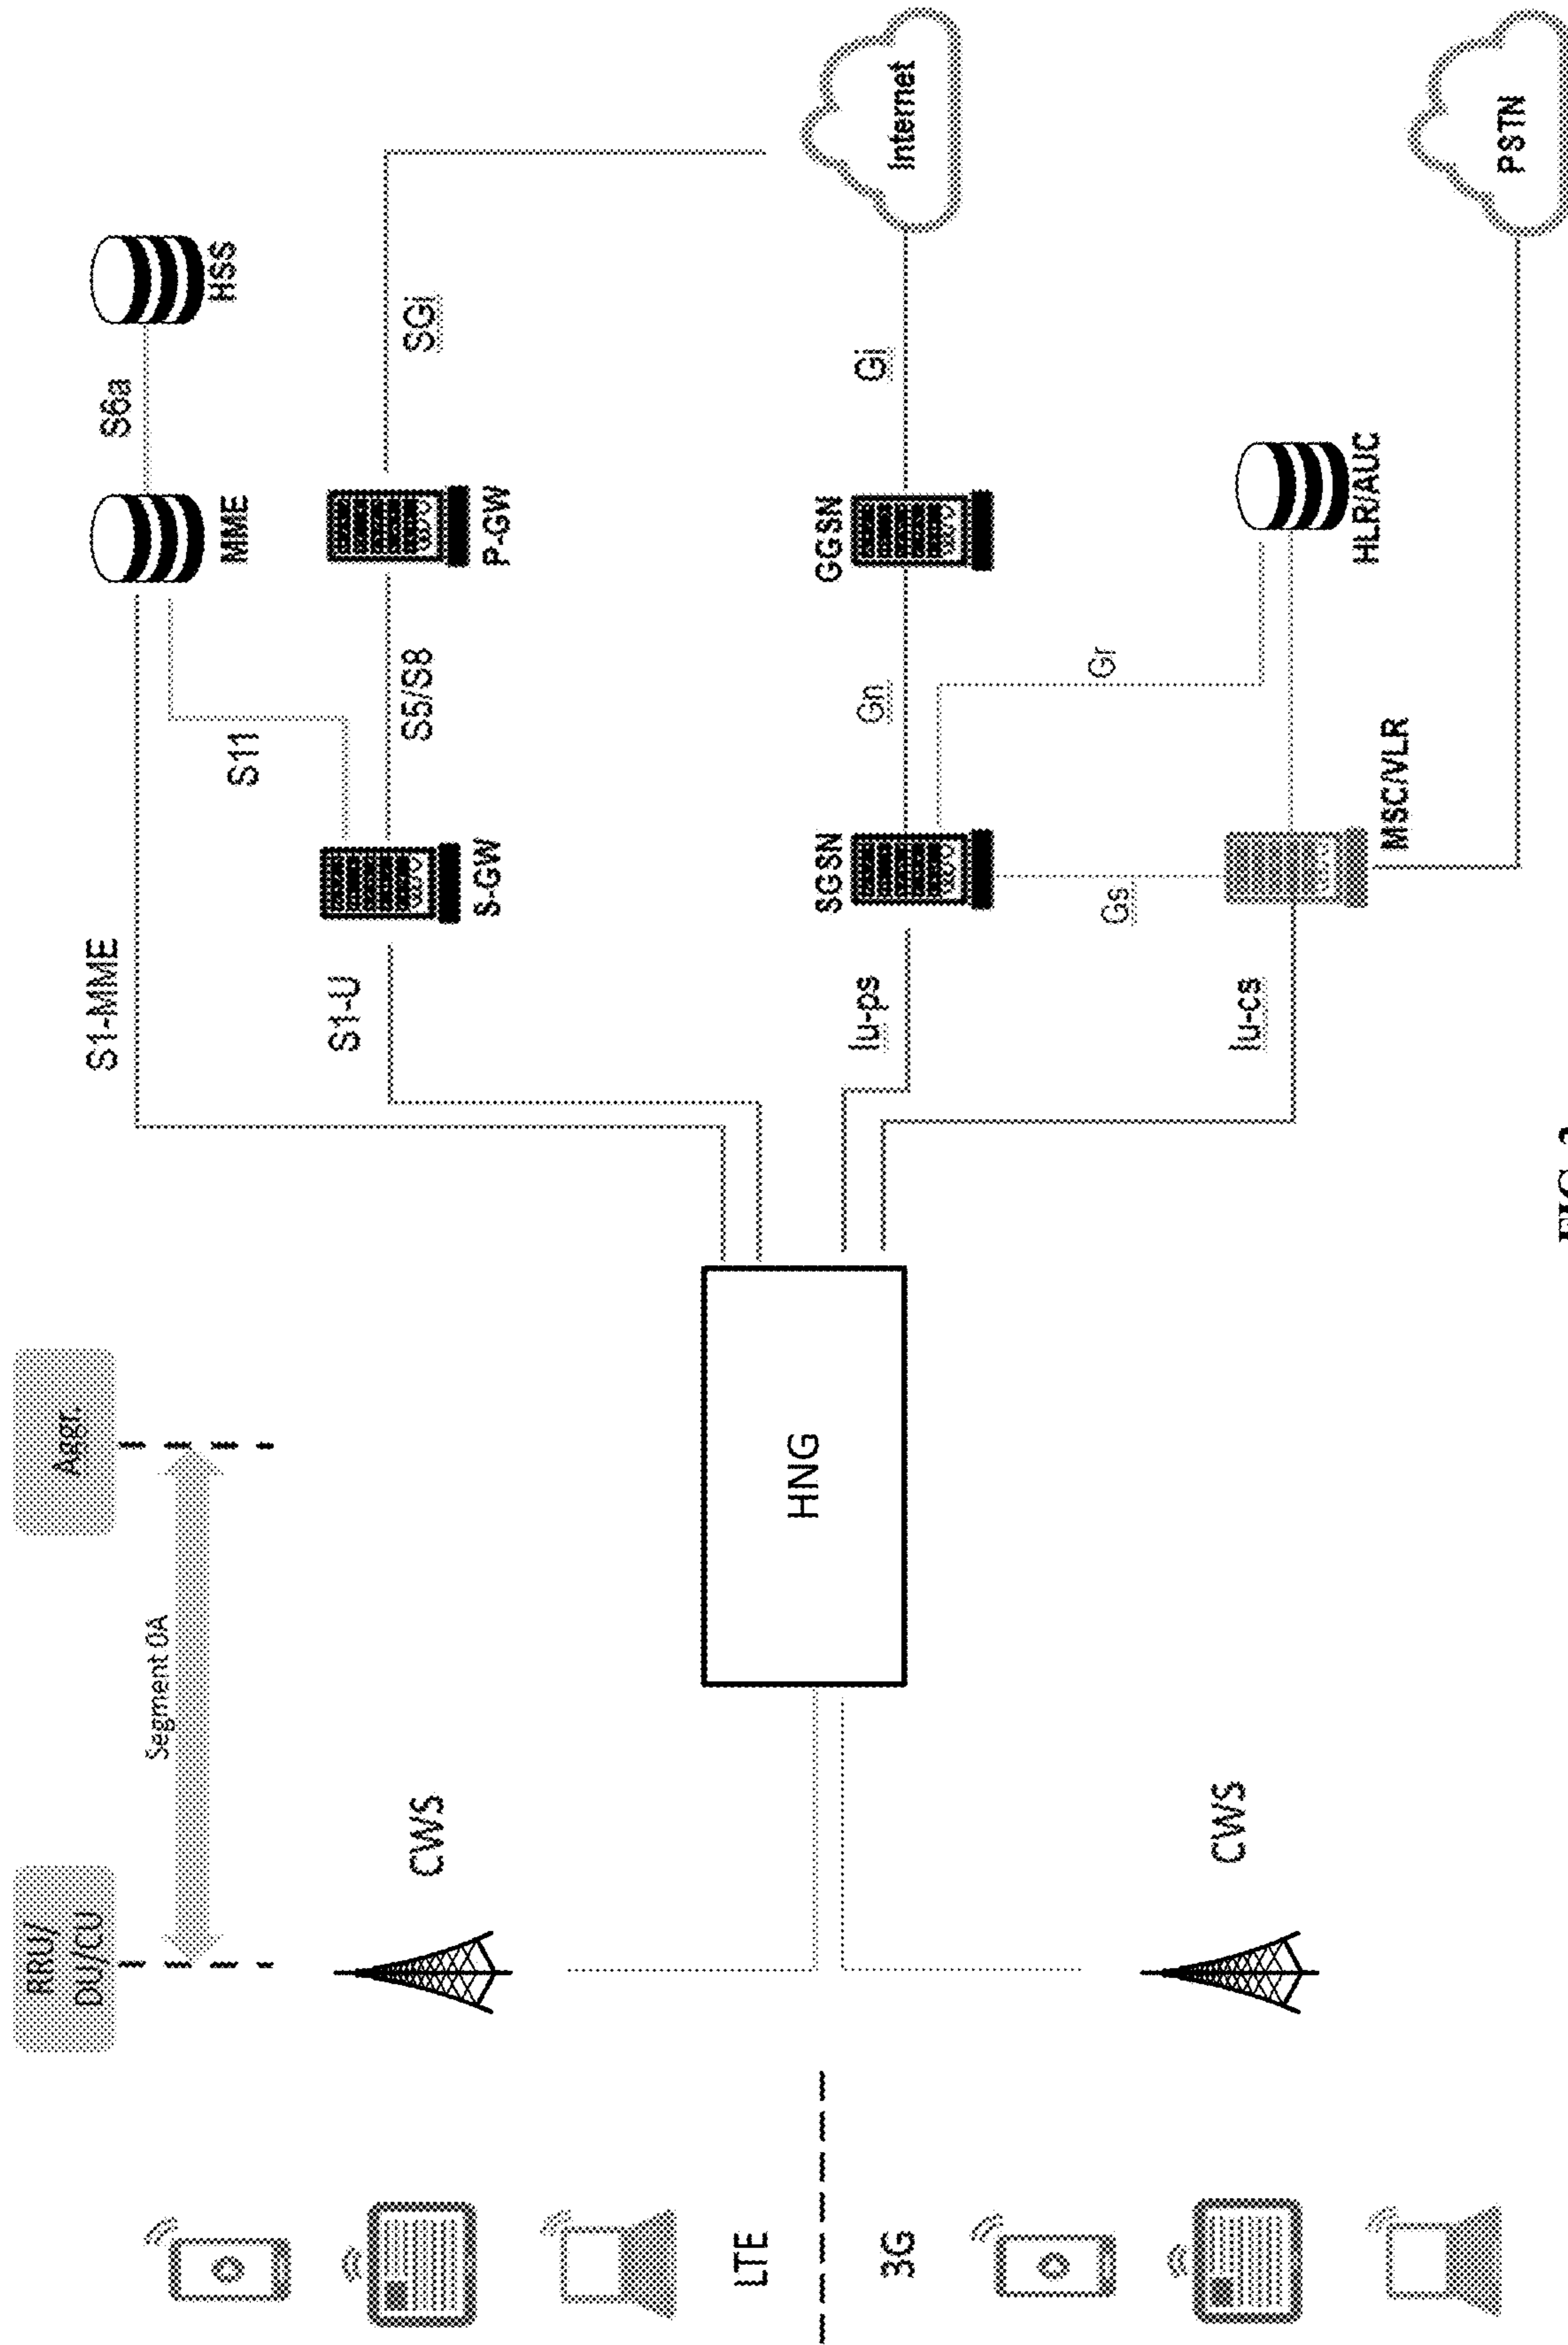 RRU/
DU/CU
Aggr.
Segment 0A
S1-MME
S6a
MME
HSS
S11
S1-U
S5/S8
SGi
CWS
S-GW
P-GW
LTE
HNG
3G
SGSN
GGSN
Iu-ps
Gn
Gi
Internet
Gr
Gs
CWS
Iu-cs
HLR/AUC
MSC/VLR
PSTN
FIG.